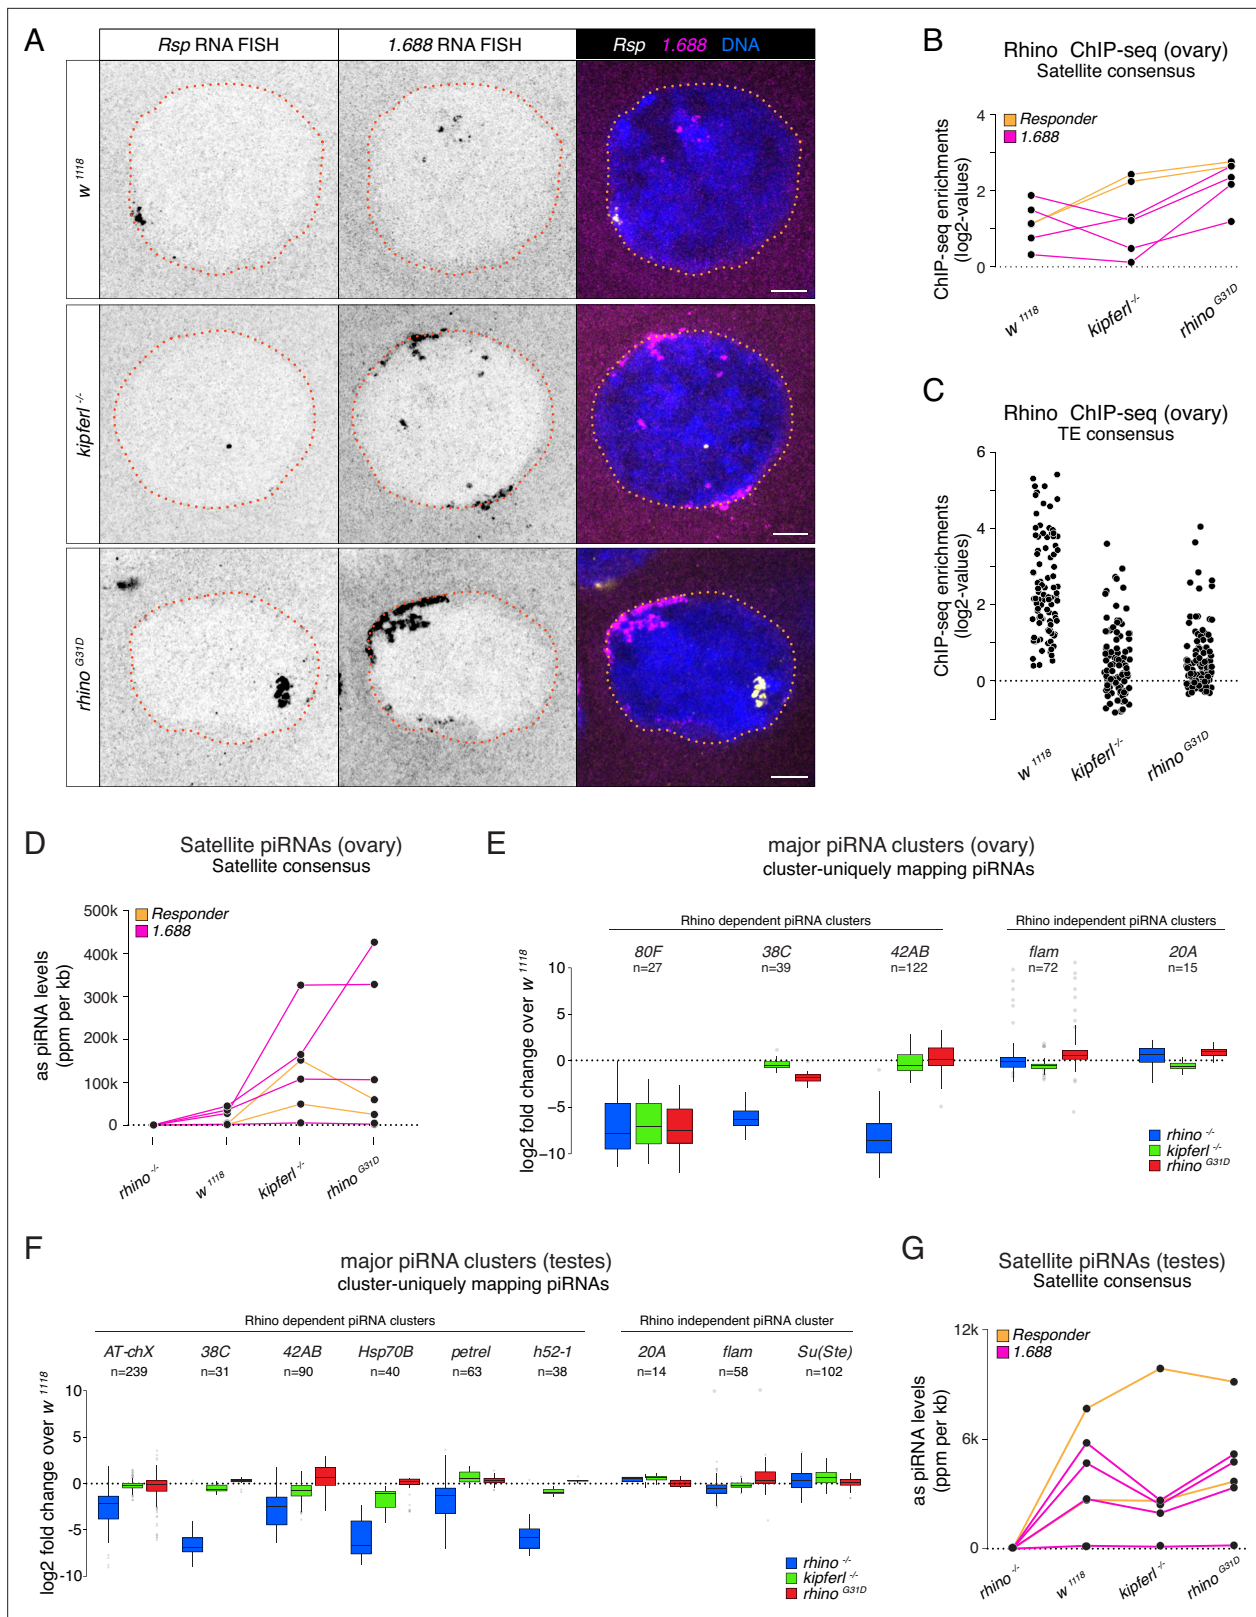 A
Rsp RNA FISH
1.688 RNA FISH
Rsp 1.688 DNA
w 1118
kipferl -/-
rhino G31D
B
Rhino ChIP-seq (ovary)
Satellite consensus
ChIP-seq enrichments
(log2-values)
4
2
0
Responder
1.688
w 1118
kipferl -/-
rhino G31D
C
Rhino ChIP-seq (ovary)
TE consensus
ChIP-seq enrichments
(log2-values)
6
4
2
0
w 1118
kipferl -/-
rhino G31D
D
Satellite piRNAs (ovary)
Satellite consensus
as piRNA levels
(ppm per kb)
500k
400k
300k
200k
100k
0
Responder
1.688
rhino -/-
w 1118
kipferl -/-
rhino G31D
E
major piRNA clusters (ovary)
cluster-uniquely mapping piRNAs
Rhino dependent piRNA clusters
Rhino independent piRNA clusters
80F 38C 42AB flam 20A
n=27 n=39 n=122 n=72 n=15
log2 fold change over w 1118
10
5
0
−5
−10
rhino -/-
kipferl -/-
rhino G31D
F
major piRNA clusters (testes)
cluster-uniquely mapping piRNAs
Rhino dependent piRNA clusters
Rhino independent piRNA cluster
AT-chX 38C 42AB Hsp70B petrel h52-1 20A flam Su(Ste)
n=239 n=31 n=90 n=40 n=63 n=38 n=14 n=58 n=102
log2 fold change over w 1118
10
5
0
-5
-10
rhino -/-
kipferl -/-
rhino G31D
G
Satellite piRNAs (testes)
Satellite consensus
as piRNA levels
(ppm per kb)
12k
6k
0
Responder
1.688
rhino -/-
w 1118
kipferl -/-
rhino G31D